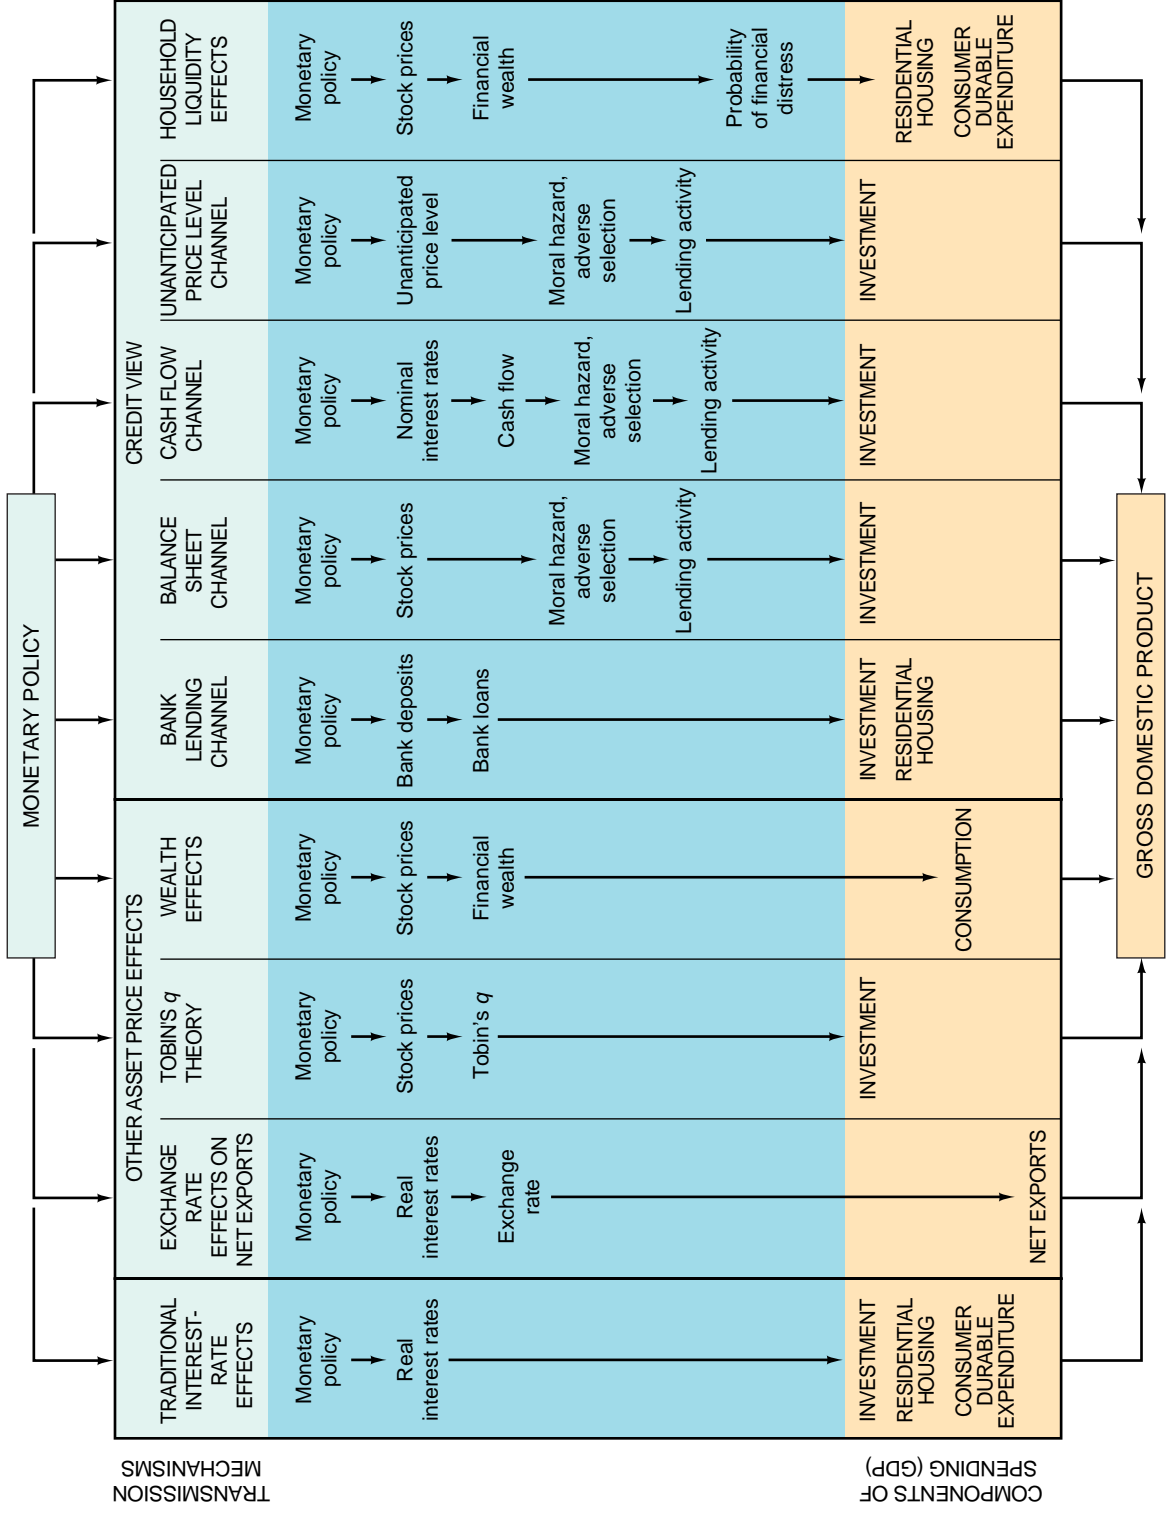 MONETARY POLICY
TRANSMISSION
MECHANISMS
OTHER ASSET PRICE EFFECTS
CREDIT VIEW
TRADITIONAL
INTEREST-
RATE
EFFECTS
EXCHANGE
RATE
EFFECTS ON
NET EXPORTS
TOBIN'S q
THEORY
WEALTH
EFFECTS
BANK
LENDING
CHANNEL
BALANCE
SHEET
CHANNEL
CASH FLOW
CHANNEL
UNANTICIPATED
PRICE LEVEL
CHANNEL
HOUSEHOLD
LIQUIDITY
EFFECTS
Monetary
policy
Real
interest rates
Monetary
policy
Real
interest rates
Exchange
rate
Monetary
policy
Stock prices
Tobin's q
Monetary
policy
Stock prices
Financial
wealth
Monetary
policy
Bank deposits
Bank loans
Monetary
policy
Stock prices
Moral hazard,
adverse
selection
Lending activity
Monetary
policy
Nominal
interest rates
Cash flow
Moral hazard,
adverse
selection
Lending activity
Monetary
policy
Unanticipated
price level
Moral hazard,
adverse
selection
Lending activity
Monetary
policy
Stock prices
Financial
wealth
Probability
of financial
distress
COMPONENTS OF
SPENDING (GDP)
INVESTMENT
RESIDENTIAL
HOUSING
CONSUMER
DURABLE
EXPENDITURE
NET EXPORTS
INVESTMENT
CONSUMPTION
INVESTMENT
RESIDENTIAL
HOUSING
INVESTMENT
INVESTMENT
INVESTMENT
RESIDENTIAL
HOUSING
CONSUMER
DURABLE
EXPENDITURE
GROSS DOMESTIC PRODUCT